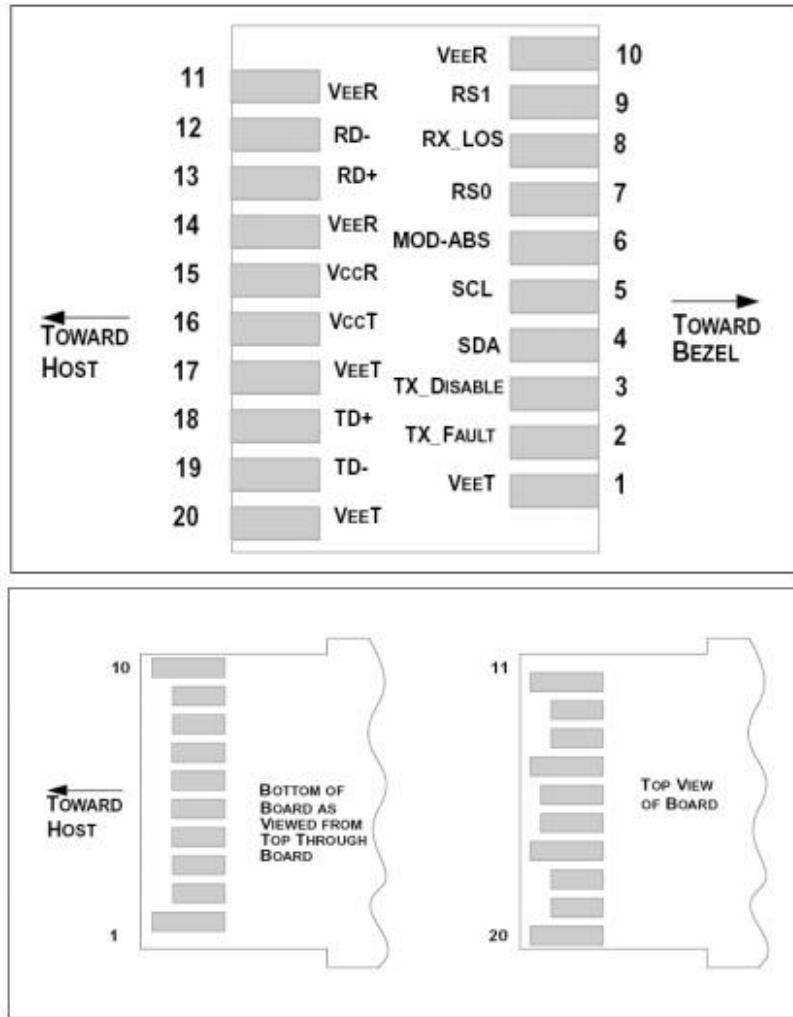 11 VEER
12 RD-
13 RD+
14 VEER
15 VCCR
16 VCCT
17 VEET
18 TD+
19 TD-
20 VEET
VEER 10
RS1 9
RX_LOS 8
RS0 7
MOD-ABS 6
SCL 5
SDA 4
TX_DISABLE 3
TX_FAULT 2
VEET 1
TOWARD
HOST
TOWARD
BEZEL
10
1
TOWARD
HOST
BOTTOM OF
BOARD AS
VIEWED FROM
TOP THROUGH
BOARD
11
20
TOP VIEW
OF BOARD